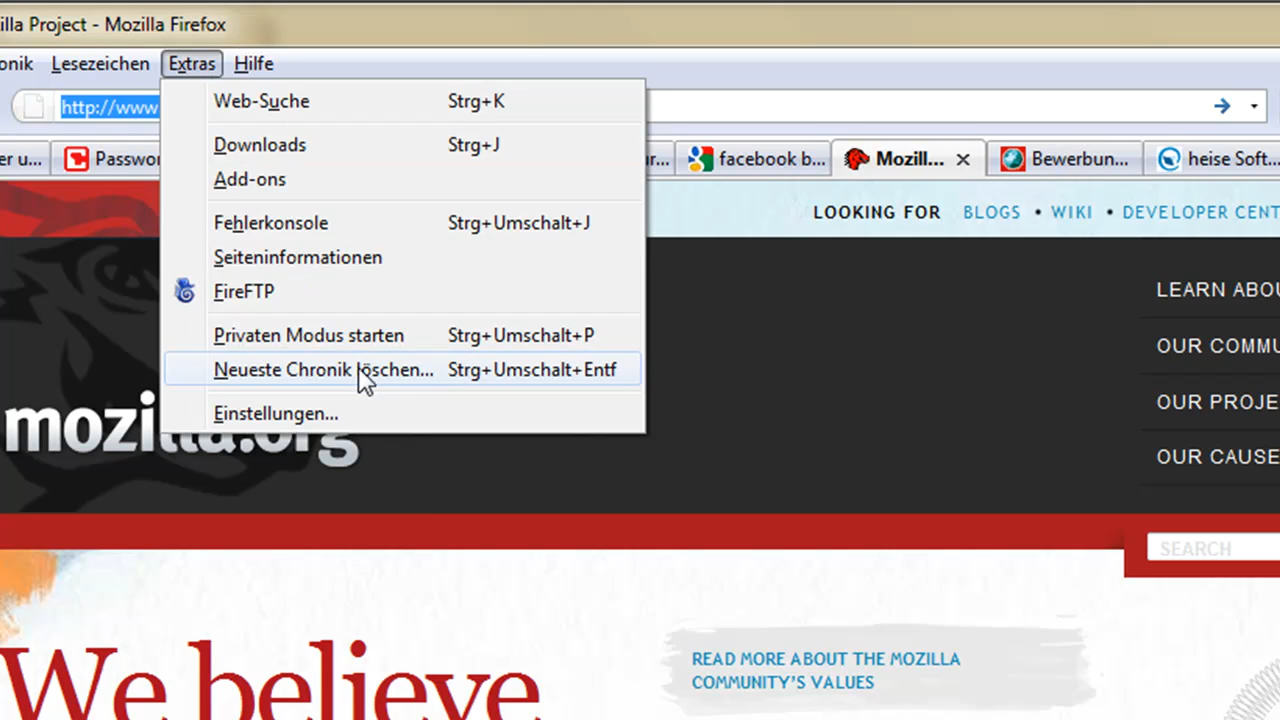 illa Project - Mozilla Firefox
onik Lesezeichen Extras Hilfe
http://www
Web-Suche Strg+K
Downloads Strg+J
Add-ons
Fehlerkonsole Strg+Umschalt+J
Seiteninformationen
FireFTP
Privaten Modus starten Strg+Umschalt+P
Neueste Chronik löschen... Strg+Umschalt+Entf
Einstellungen...
er u... Passwo ur... facebook b... Mozill... Bewerbun... heise Soft...
LOOKING FOR BLOGS • WIKI • DEVELOPER CENT
LEARN ABOU
OUR COMMU
OUR PROJE
OUR CAUSE
mozilla.org
SEARCH
We believe
READ MORE ABOUT THE MOZILLA
COMMUNITY'S VALUES